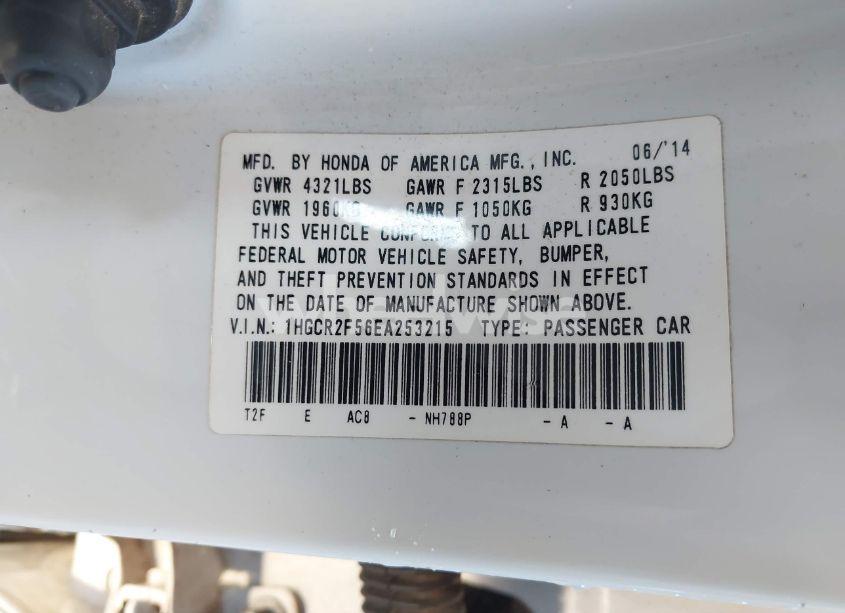 MFD. BY HONDA OF AMERICA MFG., INC. 06/'14
GVWR 4321LBS GAWR F 2315LBS R 2050LBS
GVWR 1960KG GAWR F 1050KG R 930KG
THIS VEHICLE CONFORMS TO ALL APPLICABLE
FEDERAL MOTOR VEHICLE SAFETY, BUMPER,
AND THEFT PREVENTION STANDARDS IN EFFECT
ON THE DATE OF MANUFACTURE SHOWN ABOVE.
V.I.N.: 1HGCR2F56EA253215 TYPE: PASSENGER CAR
T2F E AC8 - NH788P - A - A